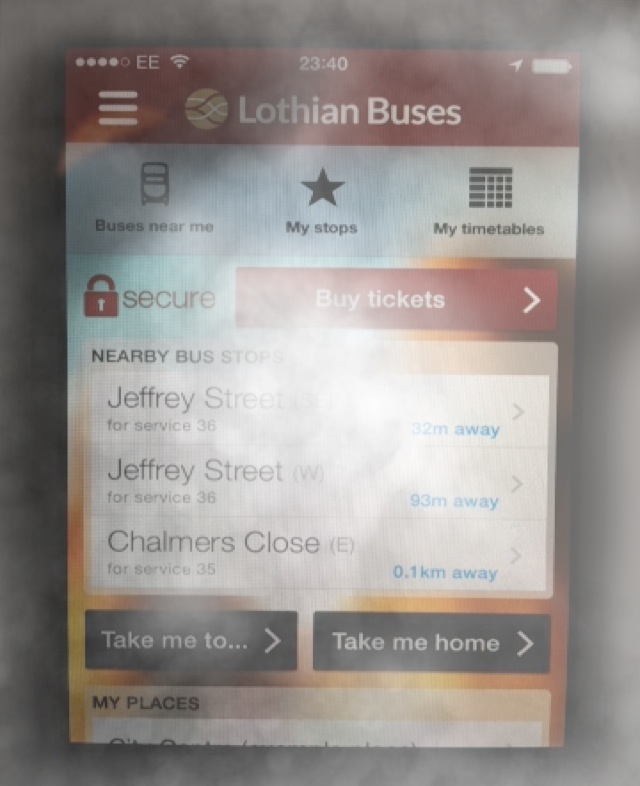 EE 23:40
Lothian Buses
Buses near me My stops My timetables
secure Buy tickets
NEARBY BUS STOPS
Jeffrey Street
for service 36
32m away
Jeffrey Street (W)
for service 36
93m away
Chalmers Close (E)
for service 35
0.1km away
Take me to... Take me home
MY PLACES